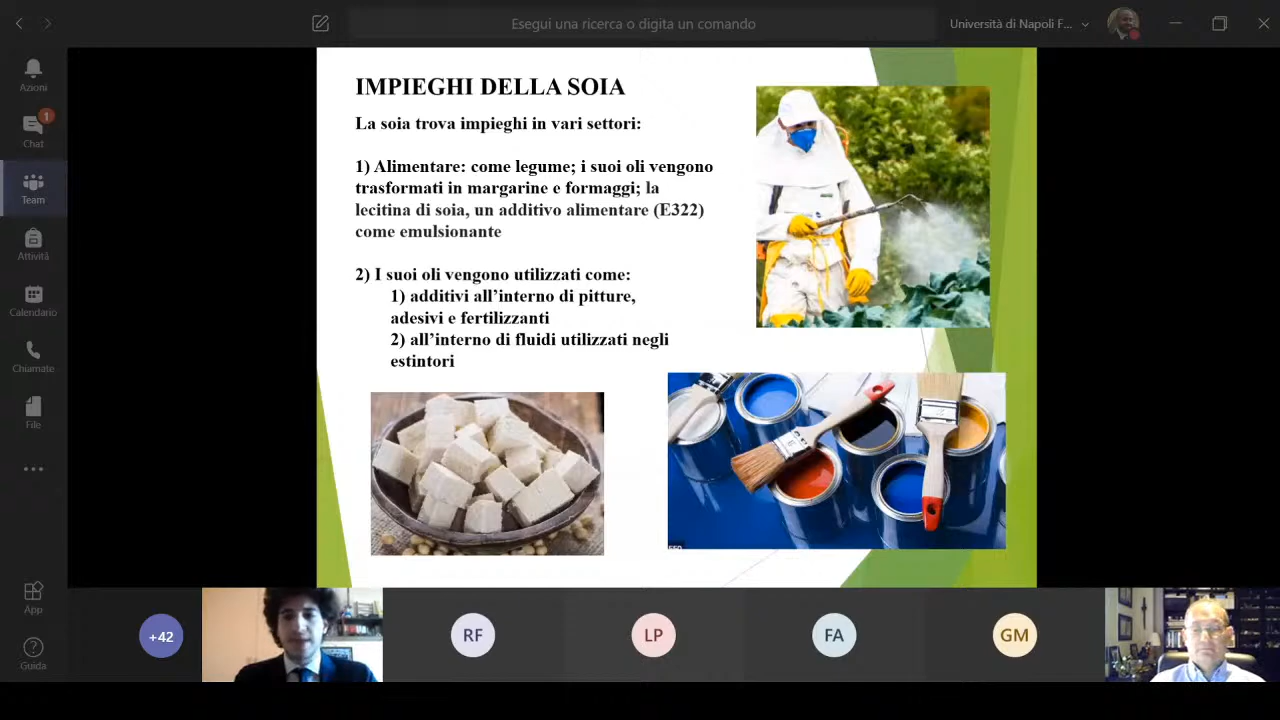 Esegui una ricerca o digita un comando
Università di Napoli F...
Azioni
1
Chat
Team
Attività
Calendario
Chiamate
File
App
Guida
IMPIEGHI DELLA SOIA
La soia trova impieghi in vari settori:
1) Alimentare: come legume; i suoi oli vengono
trasformati in margarine e formaggi; la
lecitina di soia, un additivo alimentare (E322)
come emulsionante
2) I suoi oli vengono utilizzati come:
1) additivi all’interno di pitture,
adesivi e fertilizzanti
2) all’interno di fluidi utilizzati negli
estintori
+42
RF
LP
FA
GM